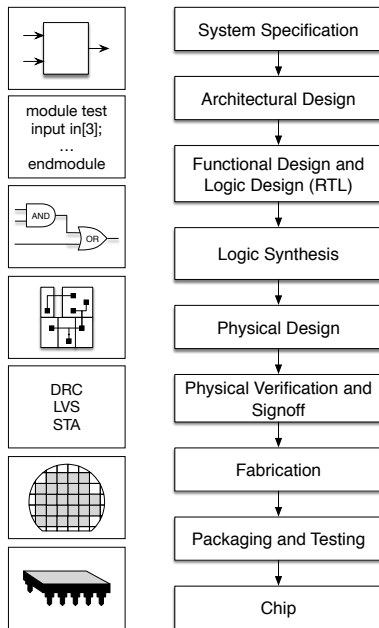 System Specification
module test
input in[3];
...
endmodule
Architectural Design
Functional Design and
Logic Design (RTL)
AND
OR
Logic Synthesis
Physical Design
DRC
LVS
STA
Physical Verification and
Signoff
Fabrication
Packaging and Testing
Chip